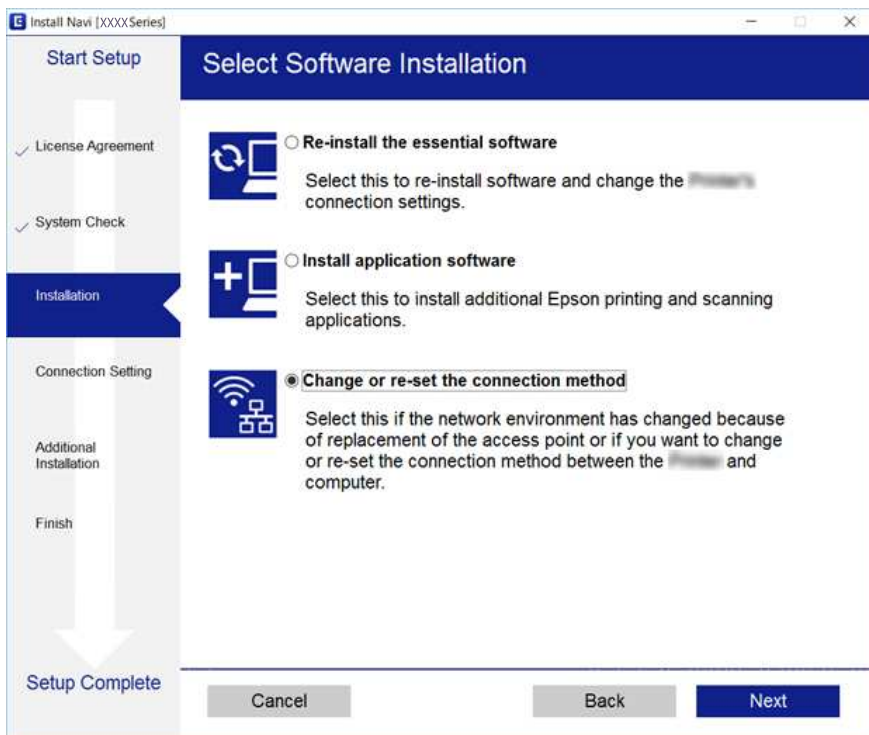 E Install Navi [XXXX Series]
Start Setup
License Agreement
System Check
Installation
Connection Setting
Additional
Installation
Finish
Setup Complete
Select Software Installation
Re-install the essential software
Select this to re-install software and change the
connection settings.
Install application software
Select this to install additional Epson printing and scanning
applications.
Change or re-set the connection method
Select this if the network environment has changed because
of replacement of the access point or if you want to change
or re-set the connection method between the and
computer.
Cancel
Back
Next